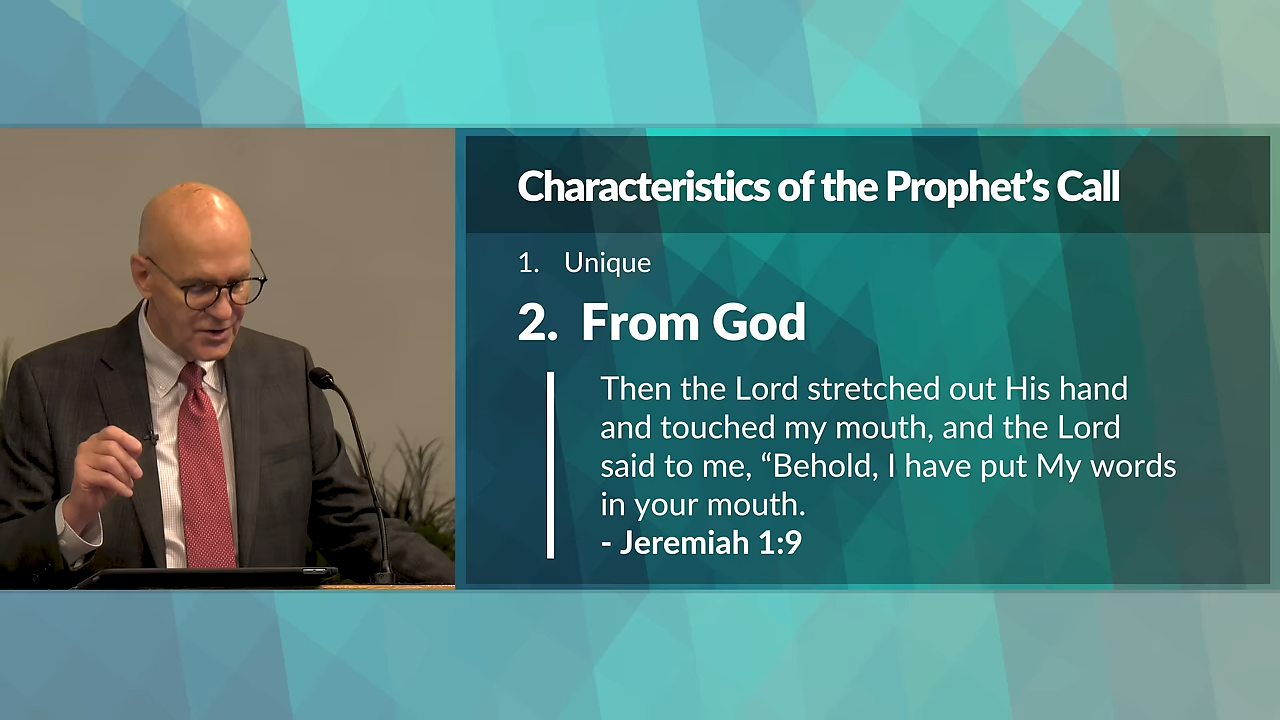 Characteristics of the Prophet’s Call
1. Unique
2. From God
Then the Lord stretched out His hand
and touched my mouth, and the Lord
said to me, “Behold, I have put My words
in your mouth.
- Jeremiah 1:9